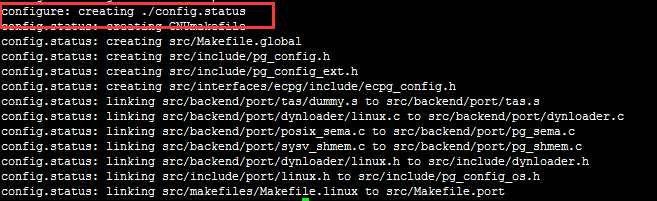 configure: creating ./config.status
config.status: creating GNUmakefile
config.status: creating src/Makefile.global
config.status: creating src/include/pg_config.h
config.status: creating src/include/pg_config_ext.h
config.status: creating src/interfaces/ecpg/include/ecpg_config.h
config.status: linking src/backend/port/tas/dummy.s to src/backend/port/tas.s
config.status: linking src/backend/port/dynloader/linux.c to src/backend/port/dynloader.c
config.status: linking src/backend/port/posix_sema.c to src/backend/port/pg_sema.c
config.status: linking src/backend/port/sysv_shmem.c to src/backend/port/pg_shmem.c
config.status: linking src/backend/port/dynloader/linux.h to src/include/dynloader.h
config.status: linking src/include/port/linux.h to src/include/pg_config_os.h
config.status: linking src/makefiles/Makefile.linux to src/Makefile.port